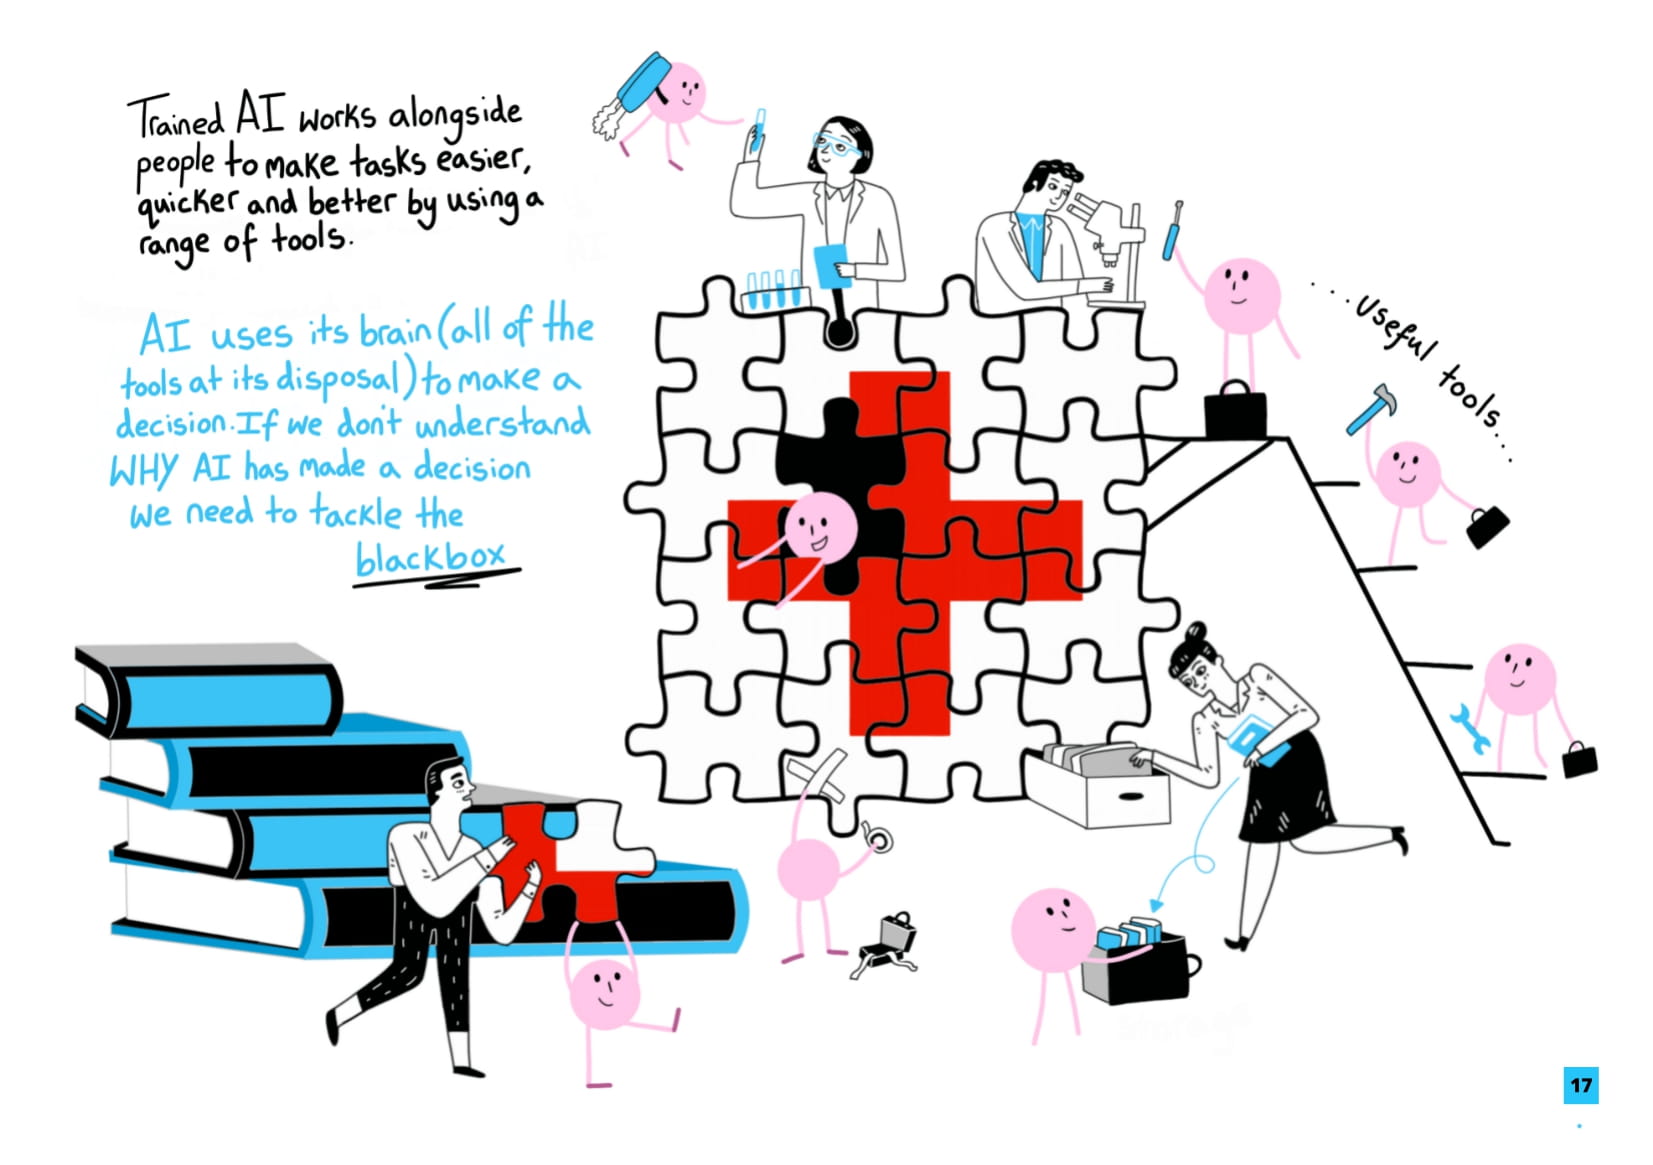 Trained AI works alongside
people to make tasks easier,
quicker and better by using a
range of tools.
AI uses its brain (all of the
tools at its disposal) to make a
decision. If we don't understand
WHY AI has made a decision
we need to tackle the
blackbox
... useful tools...
17